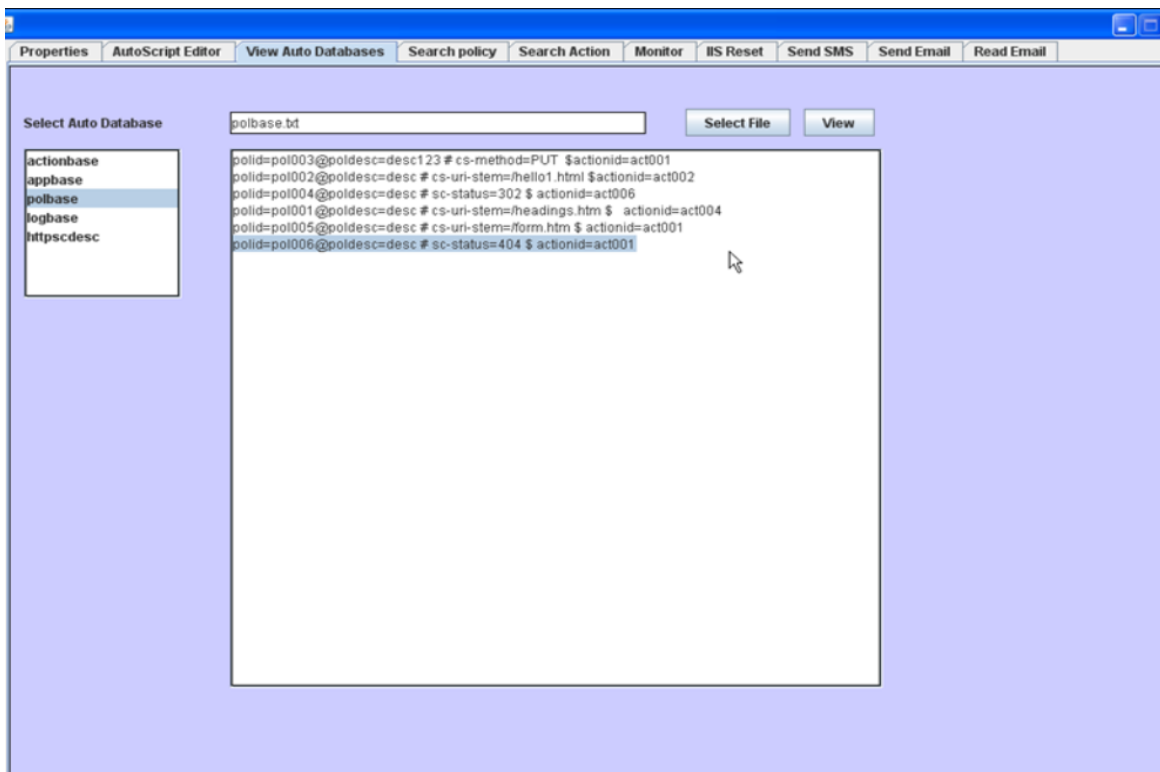 Properties AutoScript Editor View Auto Databases Search policy Search Action Monitor IIS Reset Send SMS Send Email Read Email
Select Auto Database polbase.txt Select File View
actionbase
appbase
polbase
logbase
httpscdesc
polid=pol003@poldesc=desc123 # cs-method=PUT $actionid=act001
polid=pol002@poldesc=desc # cs-uri-stem=/hello1.html $actionid=act002
polid=pol004@poldesc=desc # sc-status=302 $ actionid=act006
polid=pol001@poldesc=desc # cs-uri-stem=/headings.htm $ actionid=act004
polid=pol005@poldesc=desc # cs-uri-stem=/form.htm $ actionid=act001
polid=pol006@poldesc=desc # sc-status=404 $ actionid=act001